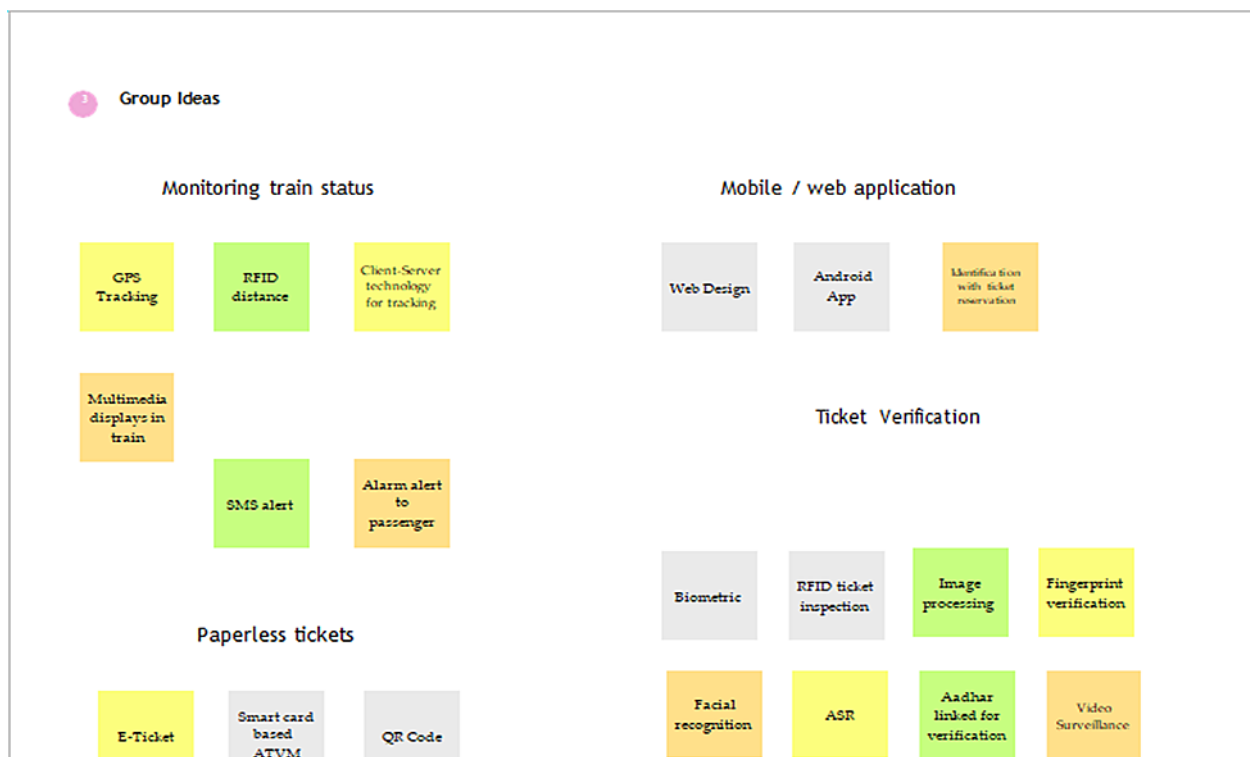 3
Group Ideas
Monitoring train status
GPS
Tracking
RFID
distance
Client-Server
technology
for tracking
Multimedia
displays in
train
SMS alert
Alarm alert
to
passenger
Paperless tickets
E-Ticket
Smart card
based
ATVM
QR Code
Mobile / web application
Web Design
Android
App
Identification
with ticket
reservation
Ticket Verification
Biometric
RFID ticket
inspection
Image
processing
Fingerprint
verification
Facial
recognition
ASR
Aadhar
linked for
verification
Video
Surveillance